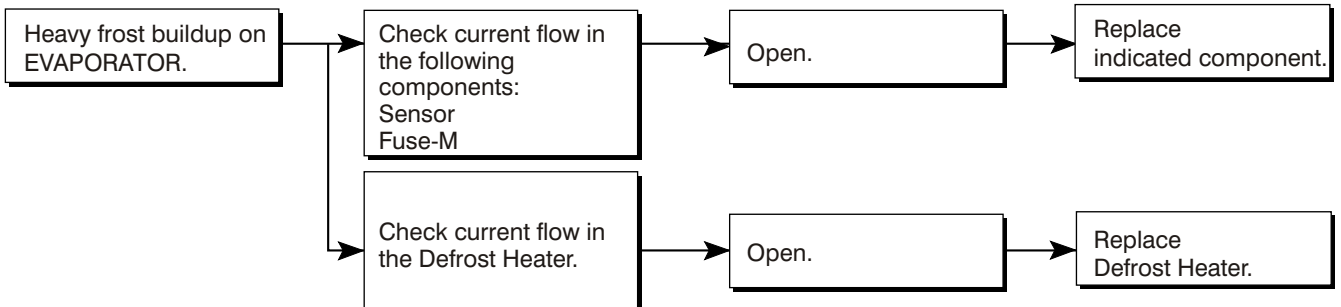 Heavy frost buildup on
EVAPORATOR.
Check current flow in
the following
components:
Sensor
Fuse-M
Open.
Replace
indicated component.
Check current flow in
the Defrost Heater.
Open.
Replace
Defrost Heater.